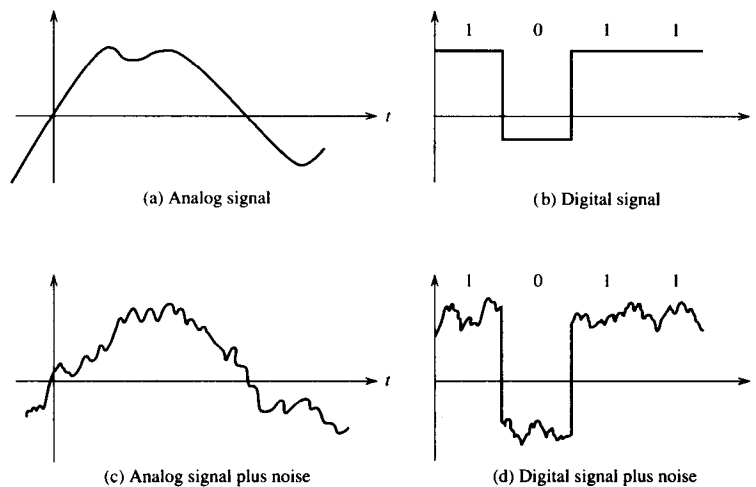 1 0 1 1
t
(a) Analog signal
(b) Digital signal
1 0 1 1
t
(c) Analog signal plus noise
(d) Digital signal plus noise